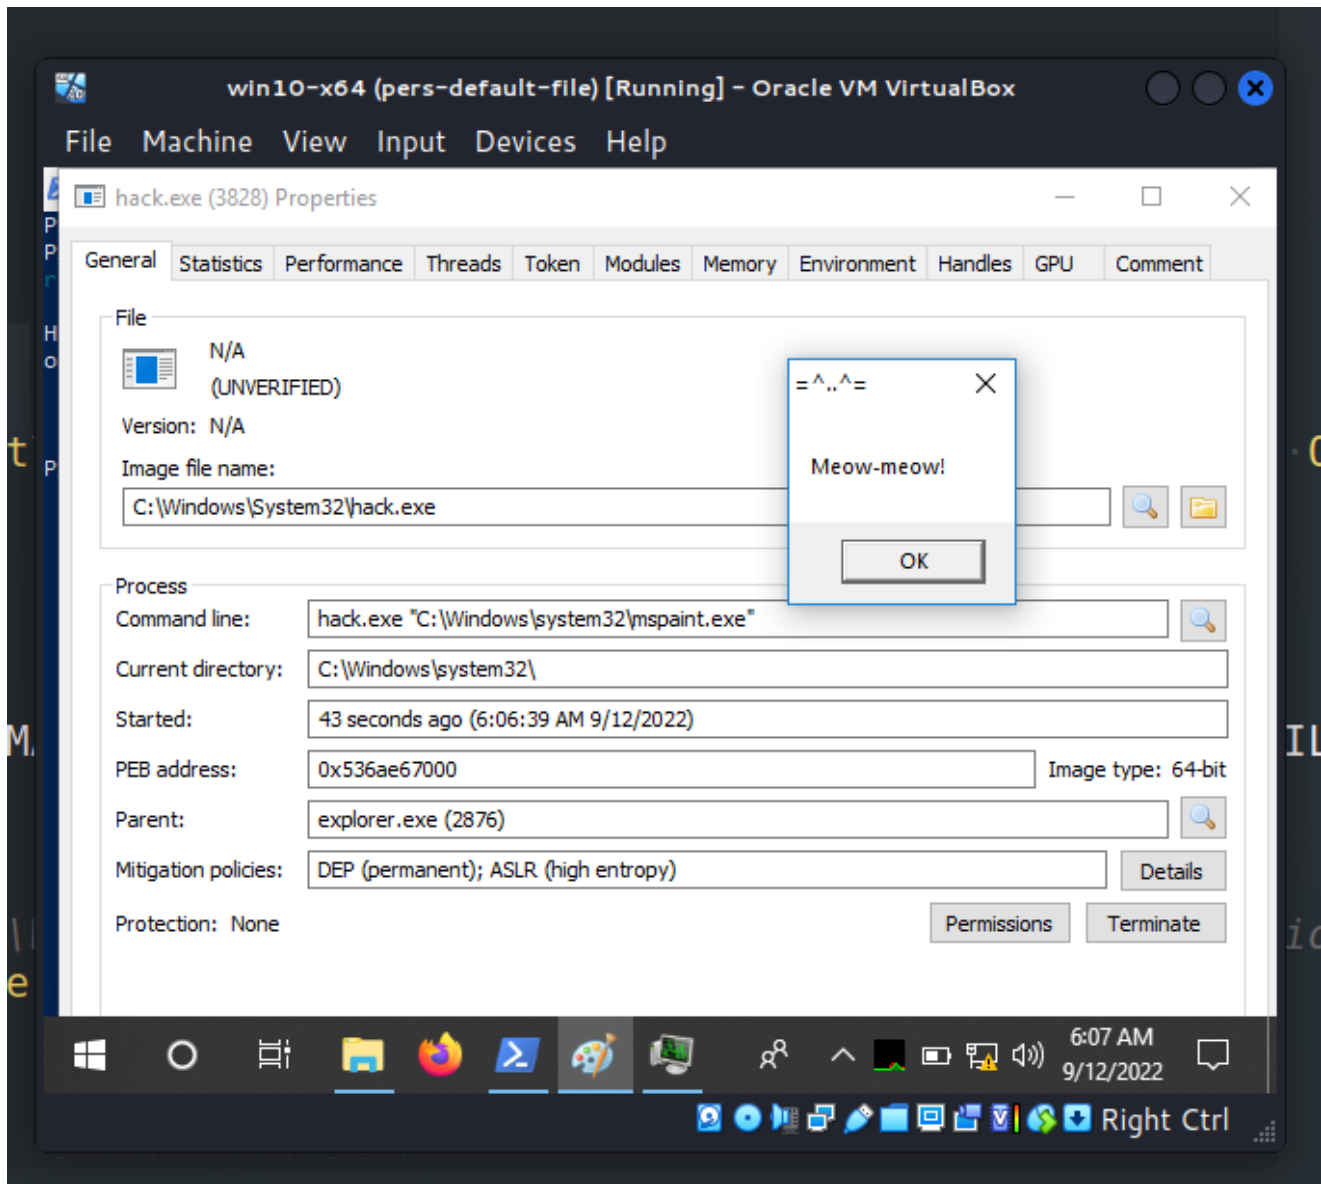 win10-x64 (pers-default-file) [Running] - Oracle VM VirtualBox
File Machine View Input Devices Help
hack.exe (3828) Properties
General Statistics Performance Threads Token Modules Memory Environment Handles GPU Comment
File
N/A
(UNVERIFIED)
Version: N/A
Image file name:
C:\Windows\System32\hack.exe
=^..^=
Meow-meow!
OK
Process
Command line: hack.exe "C:\Windows\system32\mspaint.exe"
Current directory: C:\Windows\system32\
Started: 43 seconds ago (6:06:39 AM 9/12/2022)
PEB address: 0x536ae67000 Image type: 64-bit
Parent: explorer.exe (2876)
Mitigation policies: DEP (permanent); ASLR (high entropy) Details
Protection: None Permissions Terminate
6:07 AM
9/12/2022
Right Ctrl